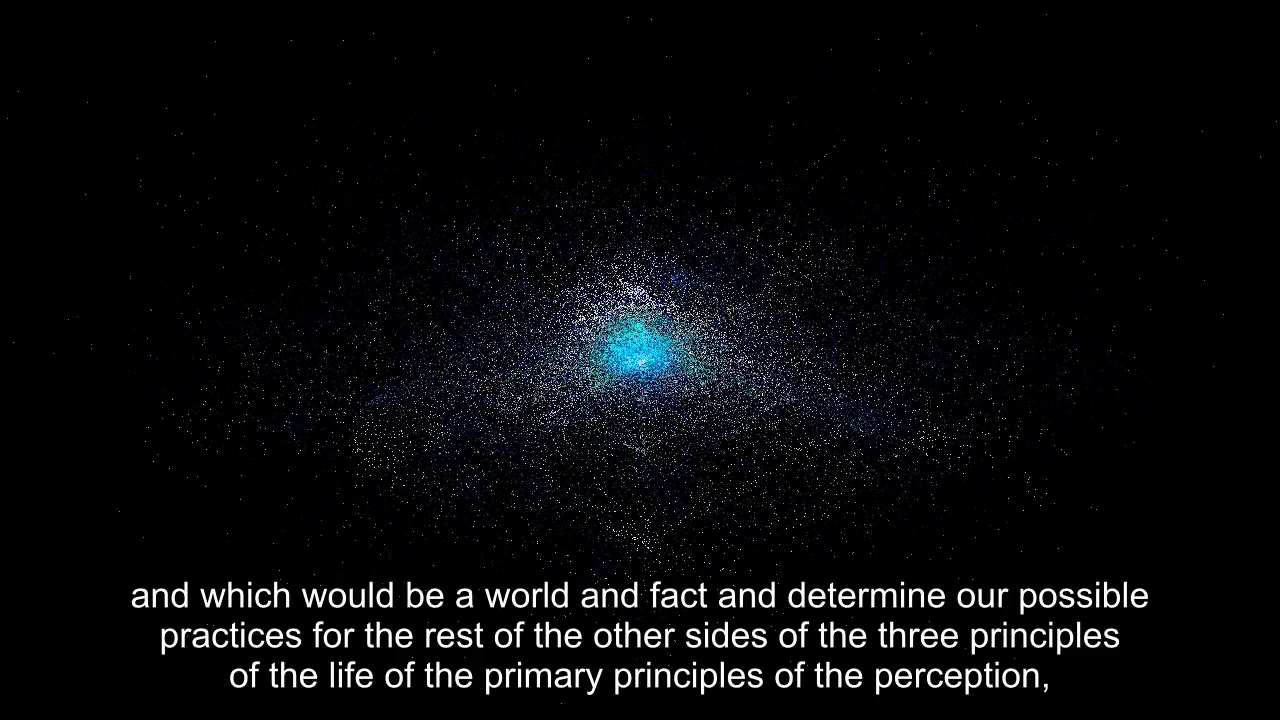 and which would be a world and fact and determine our possible
practices for the rest of the other sides of the three principles
of the life of the primary principles of the perception,